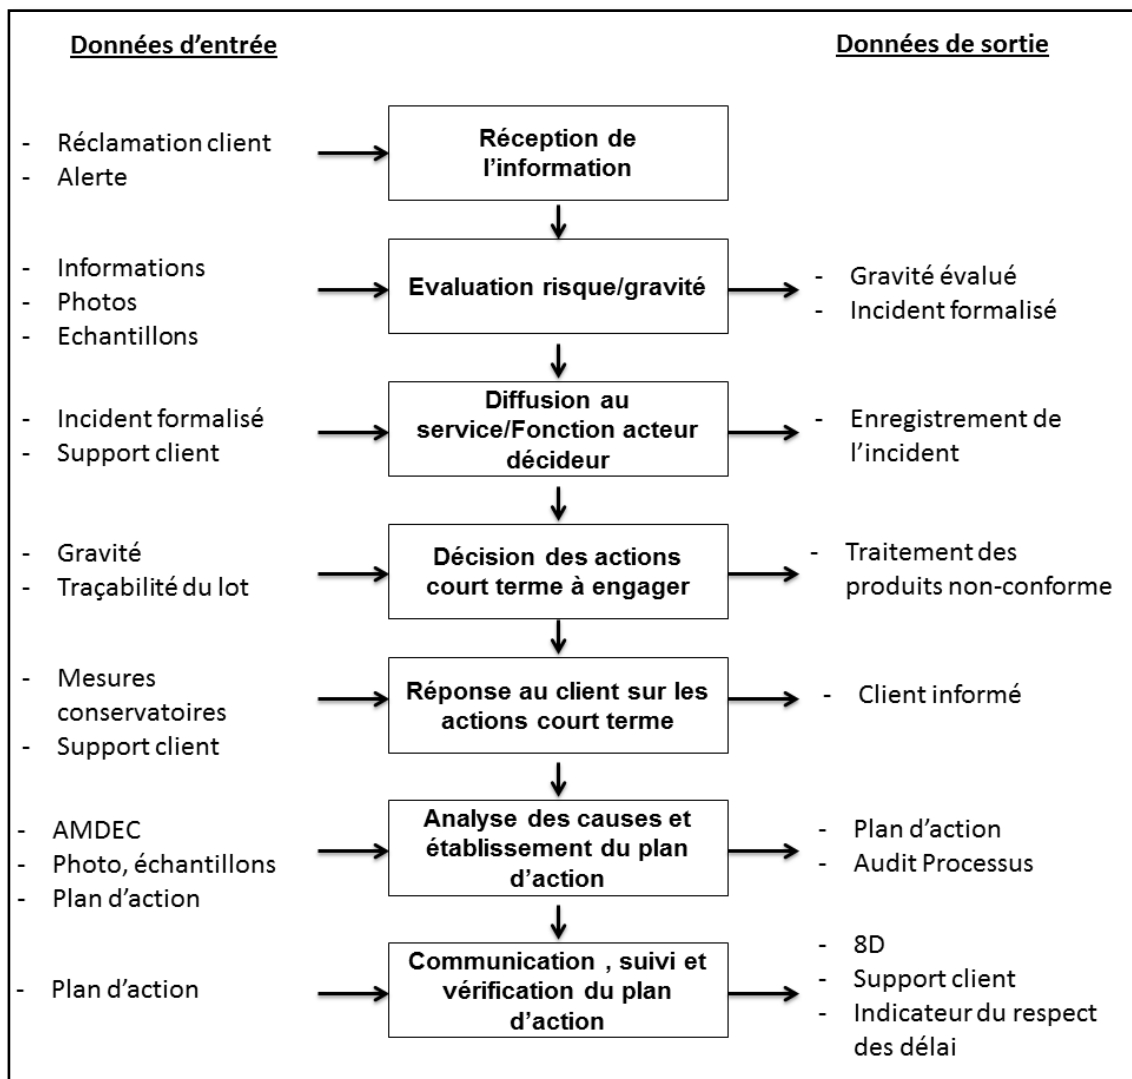 Données d'entrée
Données de sortie
- Réclamation client
- Alerte
Réception de
l'information
- Informations
- Photos
- Echantillons
Evaluation risque/gravité
- Gravité évalué
- Incident formalisé
- Incident formalisé
- Support client
Diffusion au
service/Fonction acteur
décideur
- Enregistrement de
l'incident
- Gravité
- Traçabilité du lot
Décision des actions
court terme à engager
- Traitement des
produits non-conforme
- Mesures
conservatoires
- Support client
Réponse au client sur les
actions court terme
- Client informé
- AMDEC
- Photo, échantillons
- Plan d'action
Analyse des causes et
établissement du plan
d'action
- Plan d'action
- Audit Processus
- Plan d'action
Communication , suivi et
vérification du plan
d'action
- 8D
- Support client
- Indicateur du respect
des délai